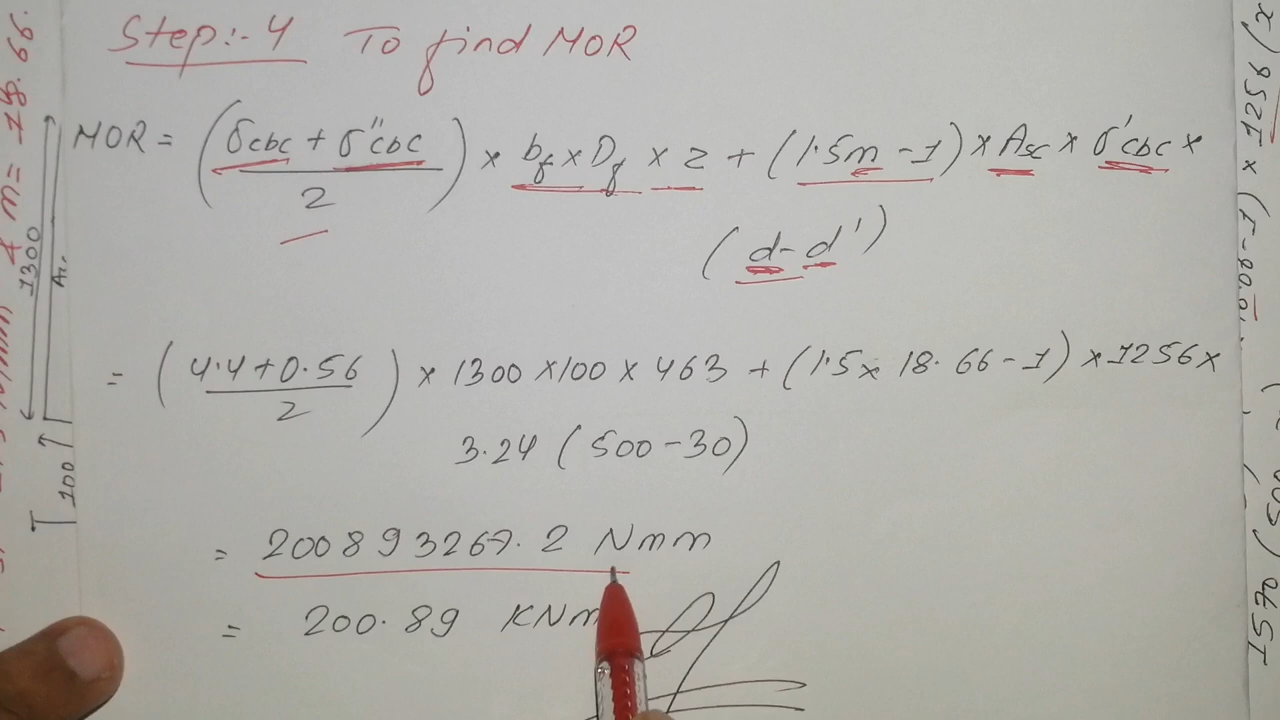 Step:- 4 To find MOR
MOR = (σcbc + σ''cbc / 2) × bf × Df × z + (1.5m - 1) × Asc × σ'cbc ×
(d - d')
= (4.4 + 0.56 / 2) × 1300 × 100 × 463 + (1.5 × 18.66 - 1) × 1256 ×
3.24 (500 - 30)
= 200893267.2 Nmm
= 200.89 KNm
m = 18.66
1300
100